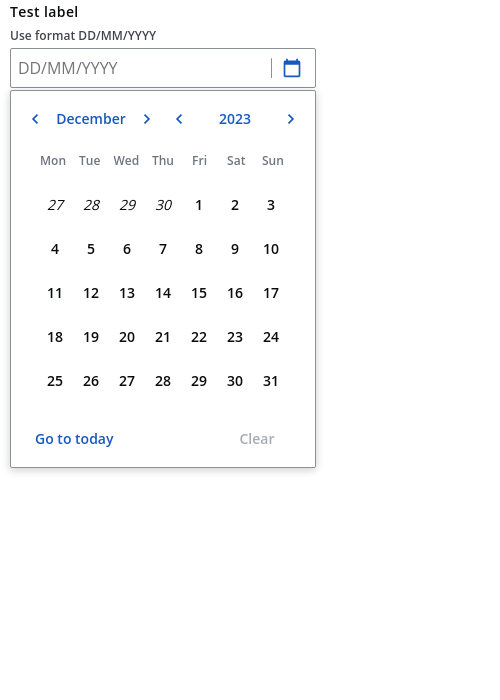 Test label
Use format DD/MM/YYYY
DD/MM/YYYY
December 2023
Mon Tue Wed Thu Fri Sat Sun
27 28 29 30 1 2 3
4 5 6 7 8 9 10
11 12 13 14 15 16 17
18 19 20 21 22 23 24
25 26 27 28 29 30 31
Go to today Clear